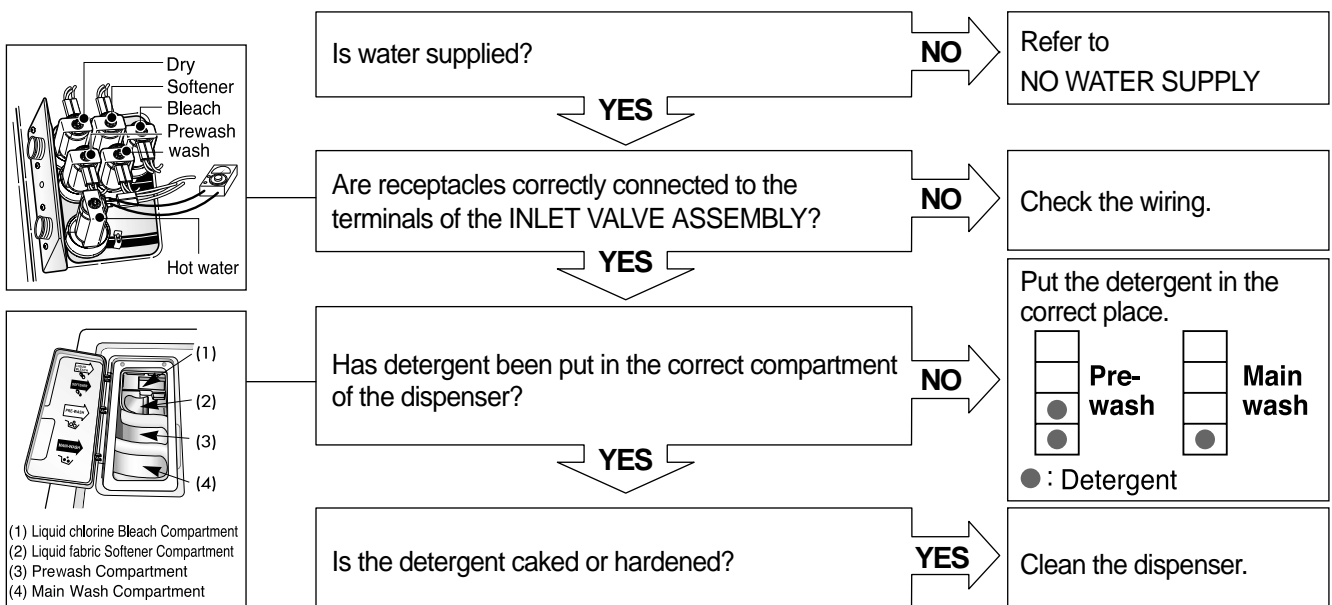 Is water supplied?
NO
Refer to
NO WATER SUPPLY
YES
Dry
Softener
Bleach
Prewash
wash
Hot water
Are receptacles correctly connected to the
terminals of the INLET VALVE ASSEMBLY?
NO
Check the wiring.
YES
(1)
(2)
(3)
(4)
PRE-WASH
MAIN WASH
(1) Liquid chlorine Bleach Compartment
(2) Liquid fabric Softener Compartment
(3) Prewash Compartment
(4) Main Wash Compartment
Has detergent been put in the correct compartment
of the dispenser?
NO
Put the detergent in the
correct place.
Pre-
wash
Main
wash
: Detergent
YES
Is the detergent caked or hardened?
YES
Clean the dispenser.